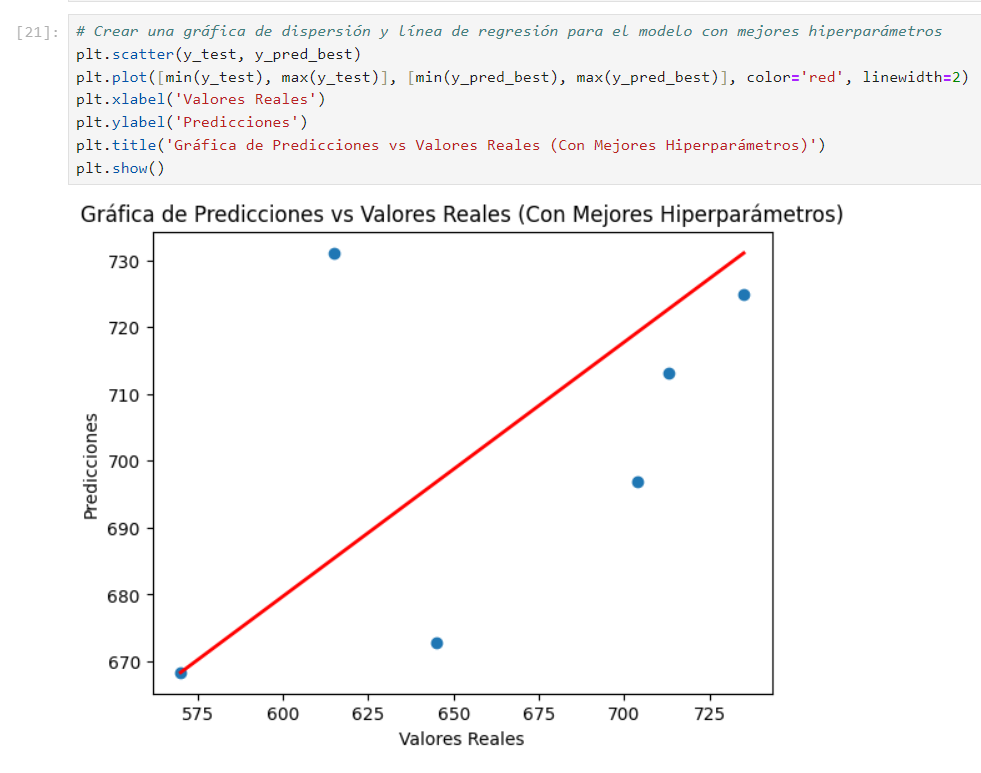 [21]:
# Crear una gráfica de dispersión y línea de regresión para el modelo con mejores hiperparámetros
plt.scatter(y_test, y_pred_best)
plt.plot([min(y_test), max(y_test)], [min(y_pred_best), max(y_pred_best)], color='red', linewidth=2)
plt.xlabel('Valores Reales')
plt.ylabel('Predicciones')
plt.title('Gráfica de Predicciones vs Valores Reales (Con Mejores Hiperparámetros)')
plt.show()
Gráfica de Predicciones vs Valores Reales (Con Mejores Hiperparámetros)
Predicciones
730
720
710
700
690
680
670
575 600 625 650 675 700 725
Valores Reales